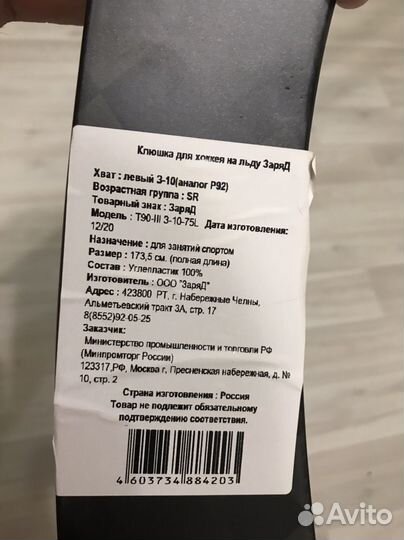 Клюшка для хоккея на льду ЗаряД
Хват : левый З-10(аналог P92)
Возрастная группа : SR
Товарный знак : ЗаряД
Модель : T90-III З-10-75L Дата изготовления :
12/20
Назначение : для занятий спортом
Размер : 173,5 см. (полная длина)
Состав : Углепластик 100%
Изготовитель : ООО "ЗаряД"
Адрес : 423800 РТ, г. Набережные Челны,
Альметьевский тракт 3А, стр. 17
8(8552)92-05-25
Заказчик:
Министерство промышленности и торговли РФ
(Минпромторг России)
123317,РФ, Москва г. Пресненская набережная, д. №
10, стр. 2
Страна изготовления : Россия
Товар не подлежит обязательному
подтверждению соответствия.
4 603734 884203
Avito